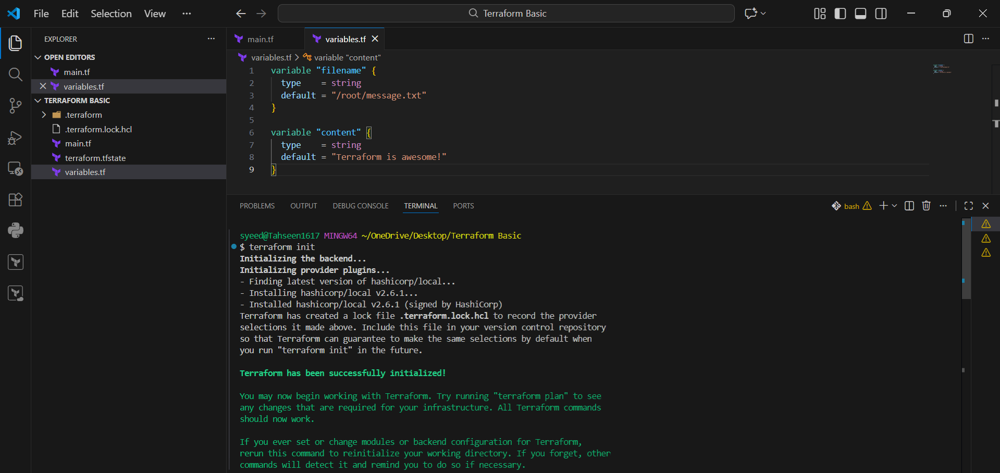 File Edit Selection View ···
Terraform Basic
EXPLORER ···
OPEN EDITORS
main.tf
variables.tf
TERRAFORM BASIC
.terraform
.terraform.lock.hcl
main.tf
terraform.tfstate
variables.tf
main.tf
variables.tf
variables.tf > variable "content"
1 variable "filename" {
2   type    = string
3   default = "/root/message.txt"
4 }
5
6 variable "content" {
7   type    = string
8   default = "Terraform is awesome!"
9 }
PROBLEMS OUTPUT DEBUG CONSOLE TERMINAL PORTS
bash
syeed@Tahseen1617 MINGW64 ~/OneDrive/Desktop/Terraform Basic
$ terraform init
Initializing the backend...
Initializing provider plugins...
- Finding latest version of hashicorp/local...
- Installing hashicorp/local v2.6.1...
- Installed hashicorp/local v2.6.1 (signed by HashiCorp)
Terraform has created a lock file .terraform.lock.hcl to record the provider
selections it made above. Include this file in your version control repository
so that Terraform can guarantee to make the same selections by default when
you run "terraform init" in the future.
Terraform has been successfully initialized!
You may now begin working with Terraform. Try running "terraform plan" to see
any changes that are required for your infrastructure. All Terraform commands
should now work.
If you ever set or change modules or backend configuration for Terraform,
rerun this command to reinitialize your working directory. If you forget, other
commands will detect it and remind you to do so if necessary.